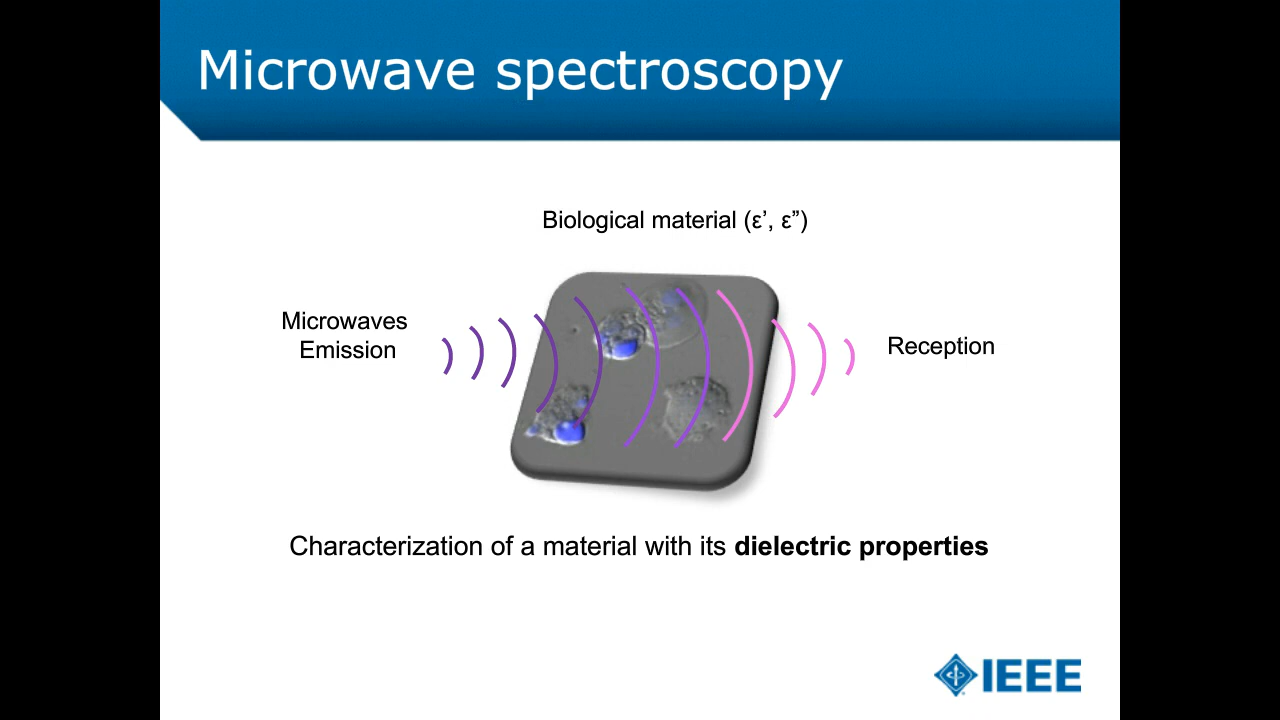 Microwave spectroscopy
Biological material (ε’, ε”)
Microwaves
Emission
Reception
Characterization of a material with its dielectric properties
IEEE